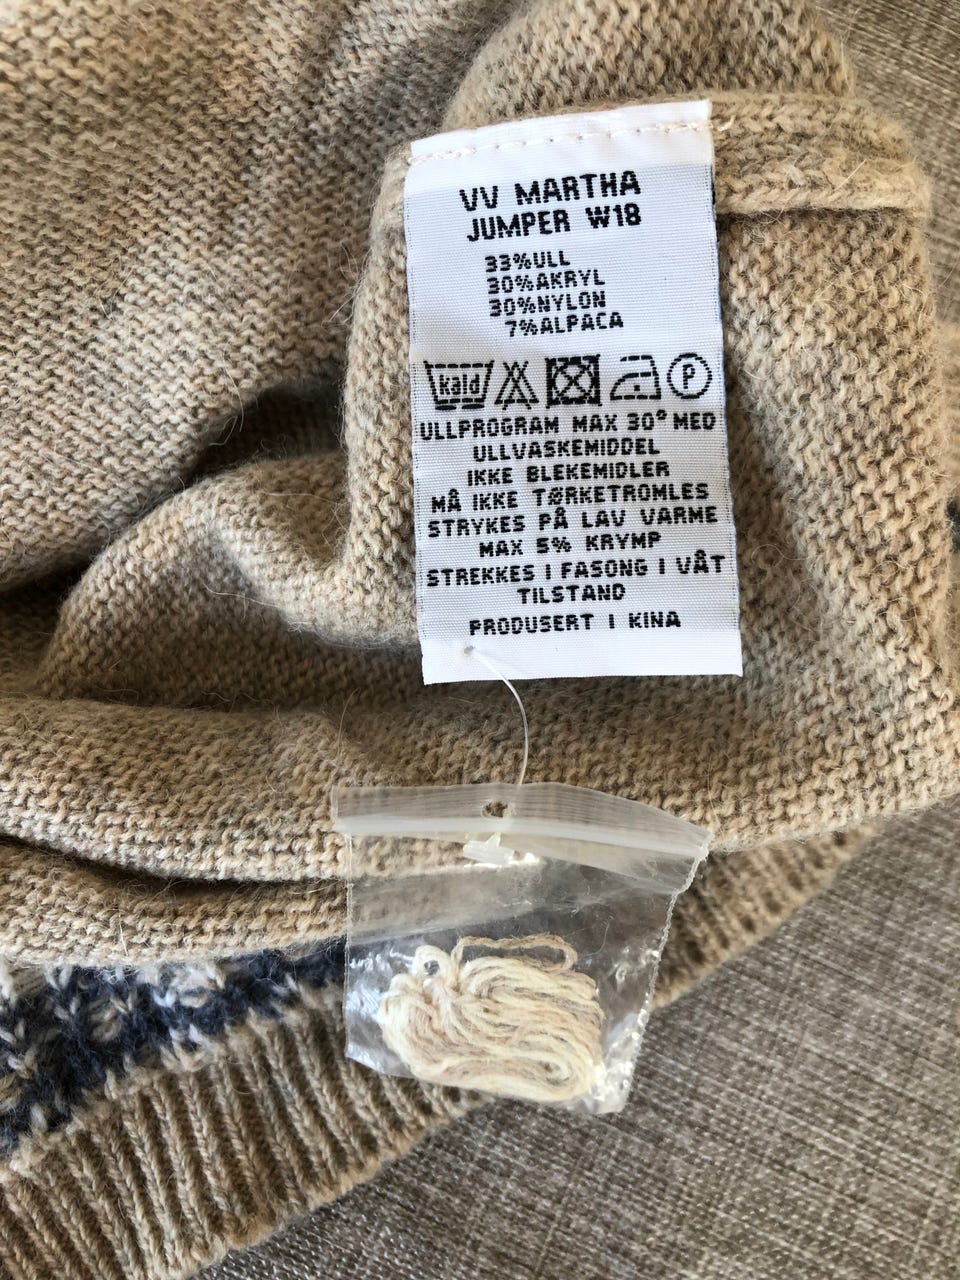 VV MARTHA
JUMPER W18
33%ULL
30%AKRYL
30%NYLON
7%ALPACA
kald P
ULLPROGRAM MAX 30° MED
ULLVASKEMIDDEL
IKKE BLEKEMIDLER
MÅ IKKE TØRKETROMLES
STRYKES PÅ LAV VARME
MAX 5% KRYMP
STREKKES I FASONG I VÅT
TILSTAND
PRODUSERT I KINA